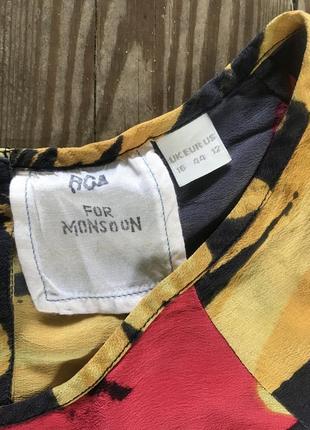 RCA
FOR
MONSOON
UK EUR US
16 44 12